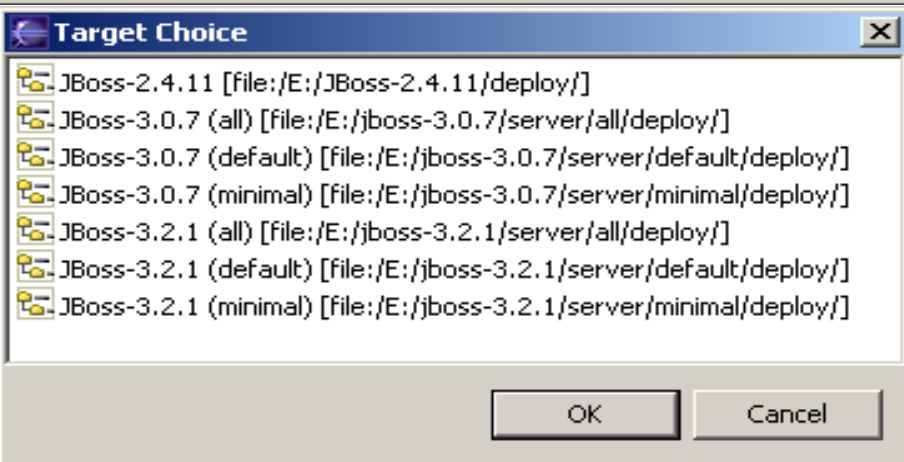 Target Choice
JBoss-2.4.11 [file:/E:/JBoss-2.4.11/deploy/]
JBoss-3.0.7 (all) [file:/E:/jboss-3.0.7/server/all/deploy/]
JBoss-3.0.7 (default) [file:/E:/jboss-3.0.7/server/default/deploy/]
JBoss-3.0.7 (minimal) [file:/E:/jboss-3.0.7/server/minimal/deploy/]
JBoss-3.2.1 (all) [file:/E:/jboss-3.2.1/server/all/deploy/]
JBoss-3.2.1 (default) [file:/E:/jboss-3.2.1/server/default/deploy/]
JBoss-3.2.1 (minimal) [file:/E:/jboss-3.2.1/server/minimal/deploy/]
OK Cancel